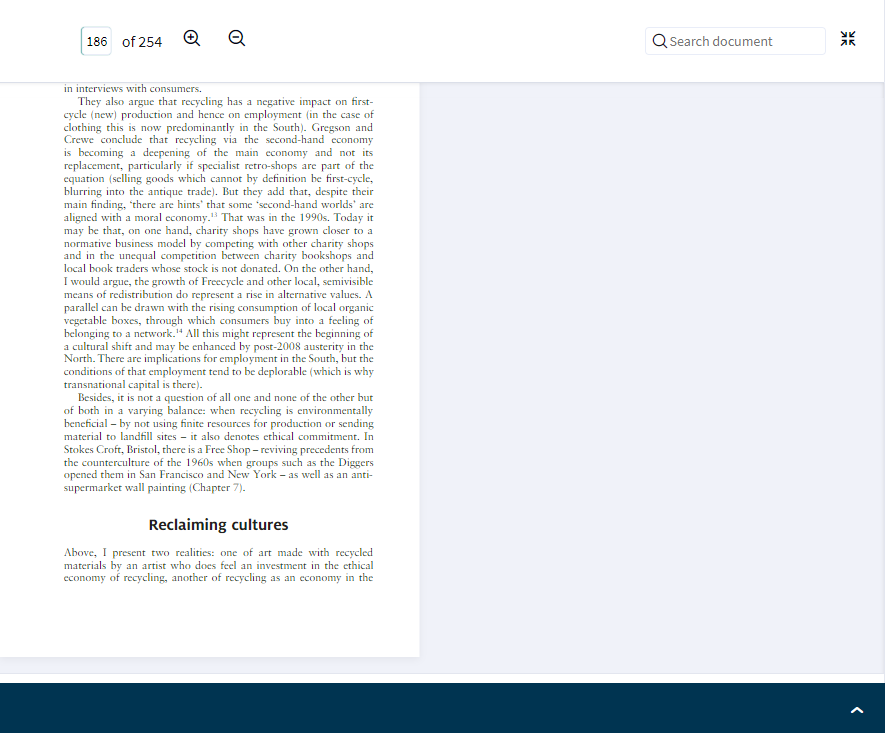 186 of 254
Search document
in interviews with consumers.
They also argue that recycling has a negative impact on first-
cycle (new) production and hence on employment (in the case of
clothing this is now predominantly in the South). Gregson and
Crewe conclude that recycling via the second-hand economy
is becoming a deepening of the main economy and not its
replacement, particularly if specialist retro-shops are part of the
equation (selling goods which cannot by definition be first-cycle,
blurring into the antique trade). But they add that, despite their
main finding, ‘there are hints’ that some ‘second-hand worlds’ are
aligned with a moral economy.13 That was in the 1990s. Today it
may be that, on one hand, charity shops have grown closer to a
normative business model by competing with other charity shops
and in the unequal competition between charity bookshops and
local book traders whose stock is not donated. On the other hand,
I would argue, the growth of Freecycle and other local, semivisible
means of redistribution do represent a rise in alternative values. A
parallel can be drawn with the rising consumption of local organic
vegetable boxes, through which consumers buy into a feeling of
belonging to a network.14 All this might represent the beginning of
a cultural shift and may be enhanced by post-2008 austerity in the
North. There are implications for employment in the South, but the
conditions of that employment tend to be deplorable (which is why
transnational capital is there).
Besides, it is not a question of all one and none of the other but
of both in a varying balance: when recycling is environmentally
beneficial – by not using finite resources for production or sending
material to landfill sites – it also denotes ethical commitment. In
Stokes Croft, Bristol, there is a Free Shop – reviving precedents from
the counterculture of the 1960s when groups such as the Diggers
opened them in San Francisco and New York – as well as an anti-
supermarket wall painting (Chapter 7).
Reclaiming cultures
Above, I present two realities: one of art made with recycled
materials by an artist who does feel an investment in the ethical
economy of recycling, another of recycling as an economy in the